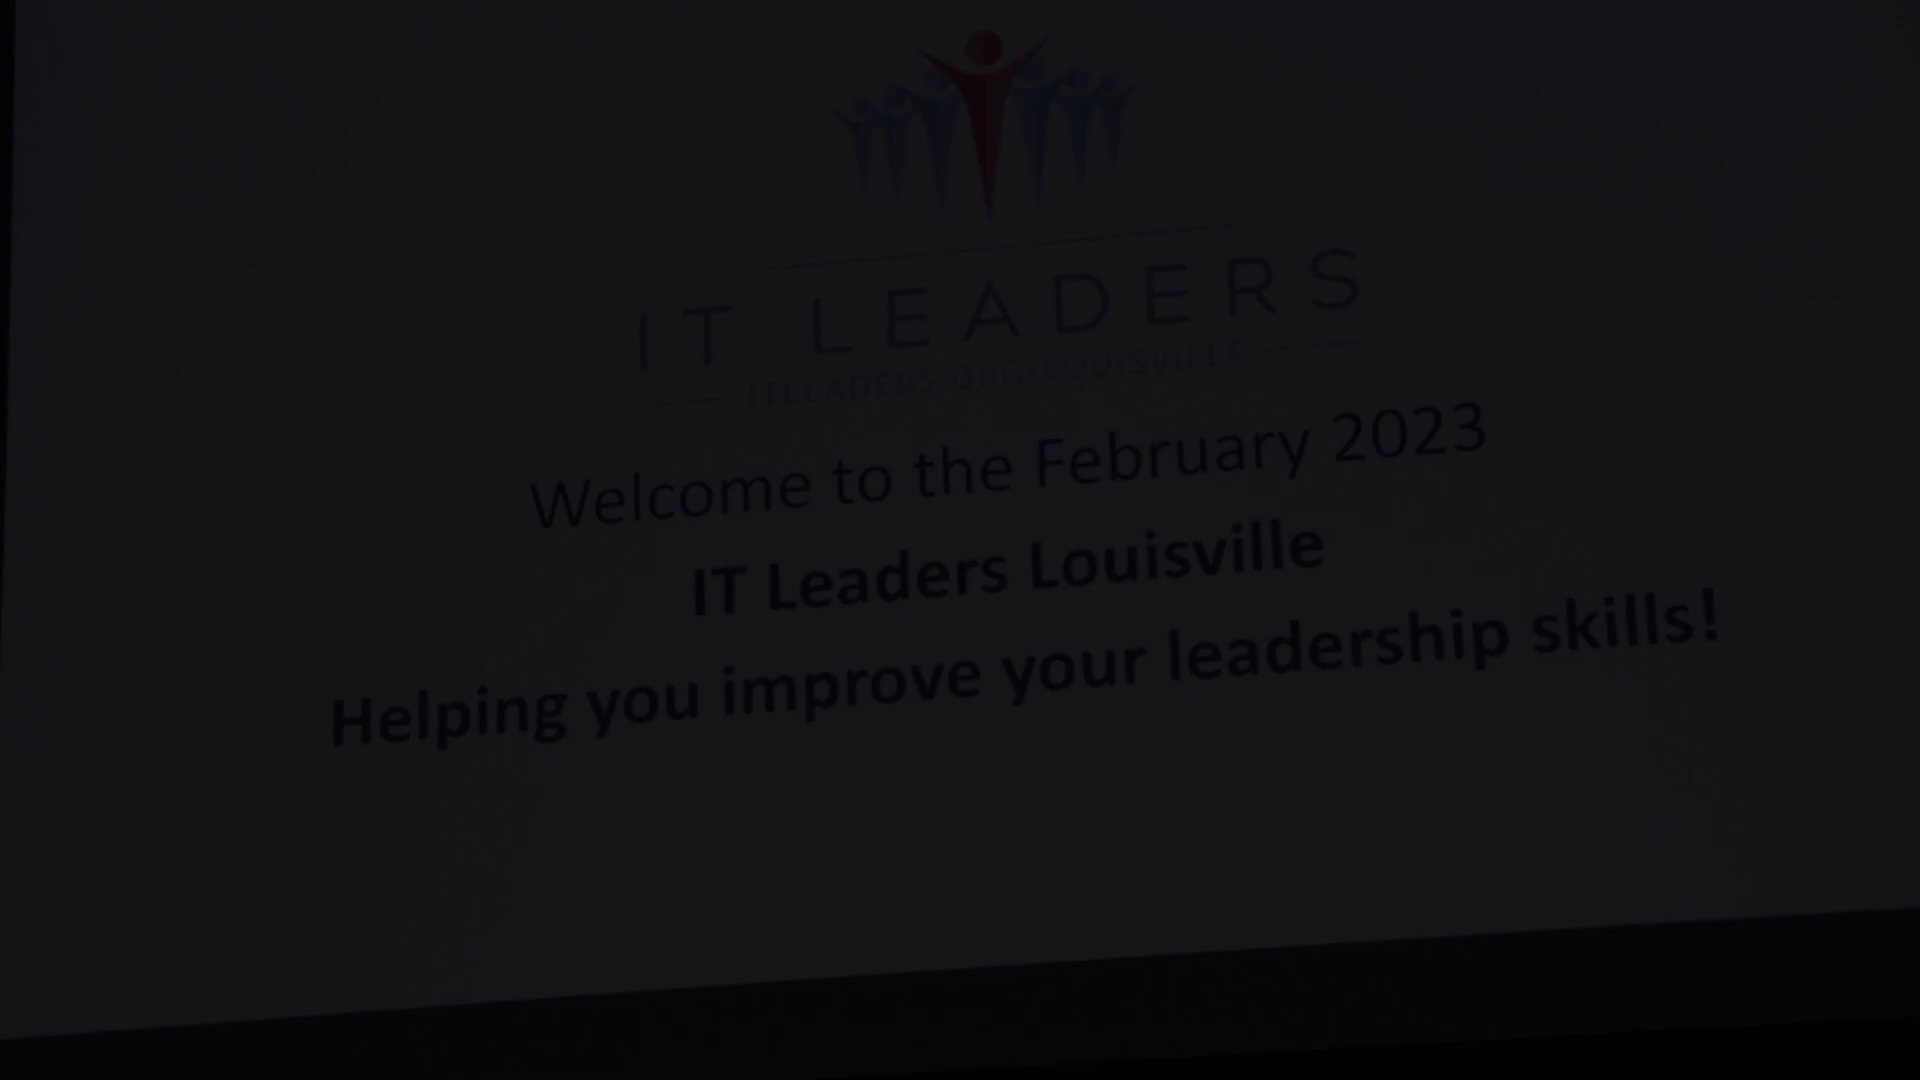 IT LEADERS
ITLEADERS.ORG/LOUISVILLE
Welcome to the February 2023
IT Leaders Louisville
Helping you improve your leadership skills!